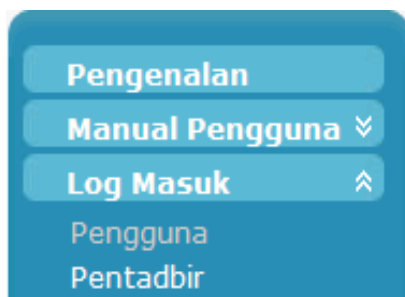 Pengenalan
Manual Pengguna
Log Masuk
Pengguna
Pentadbir